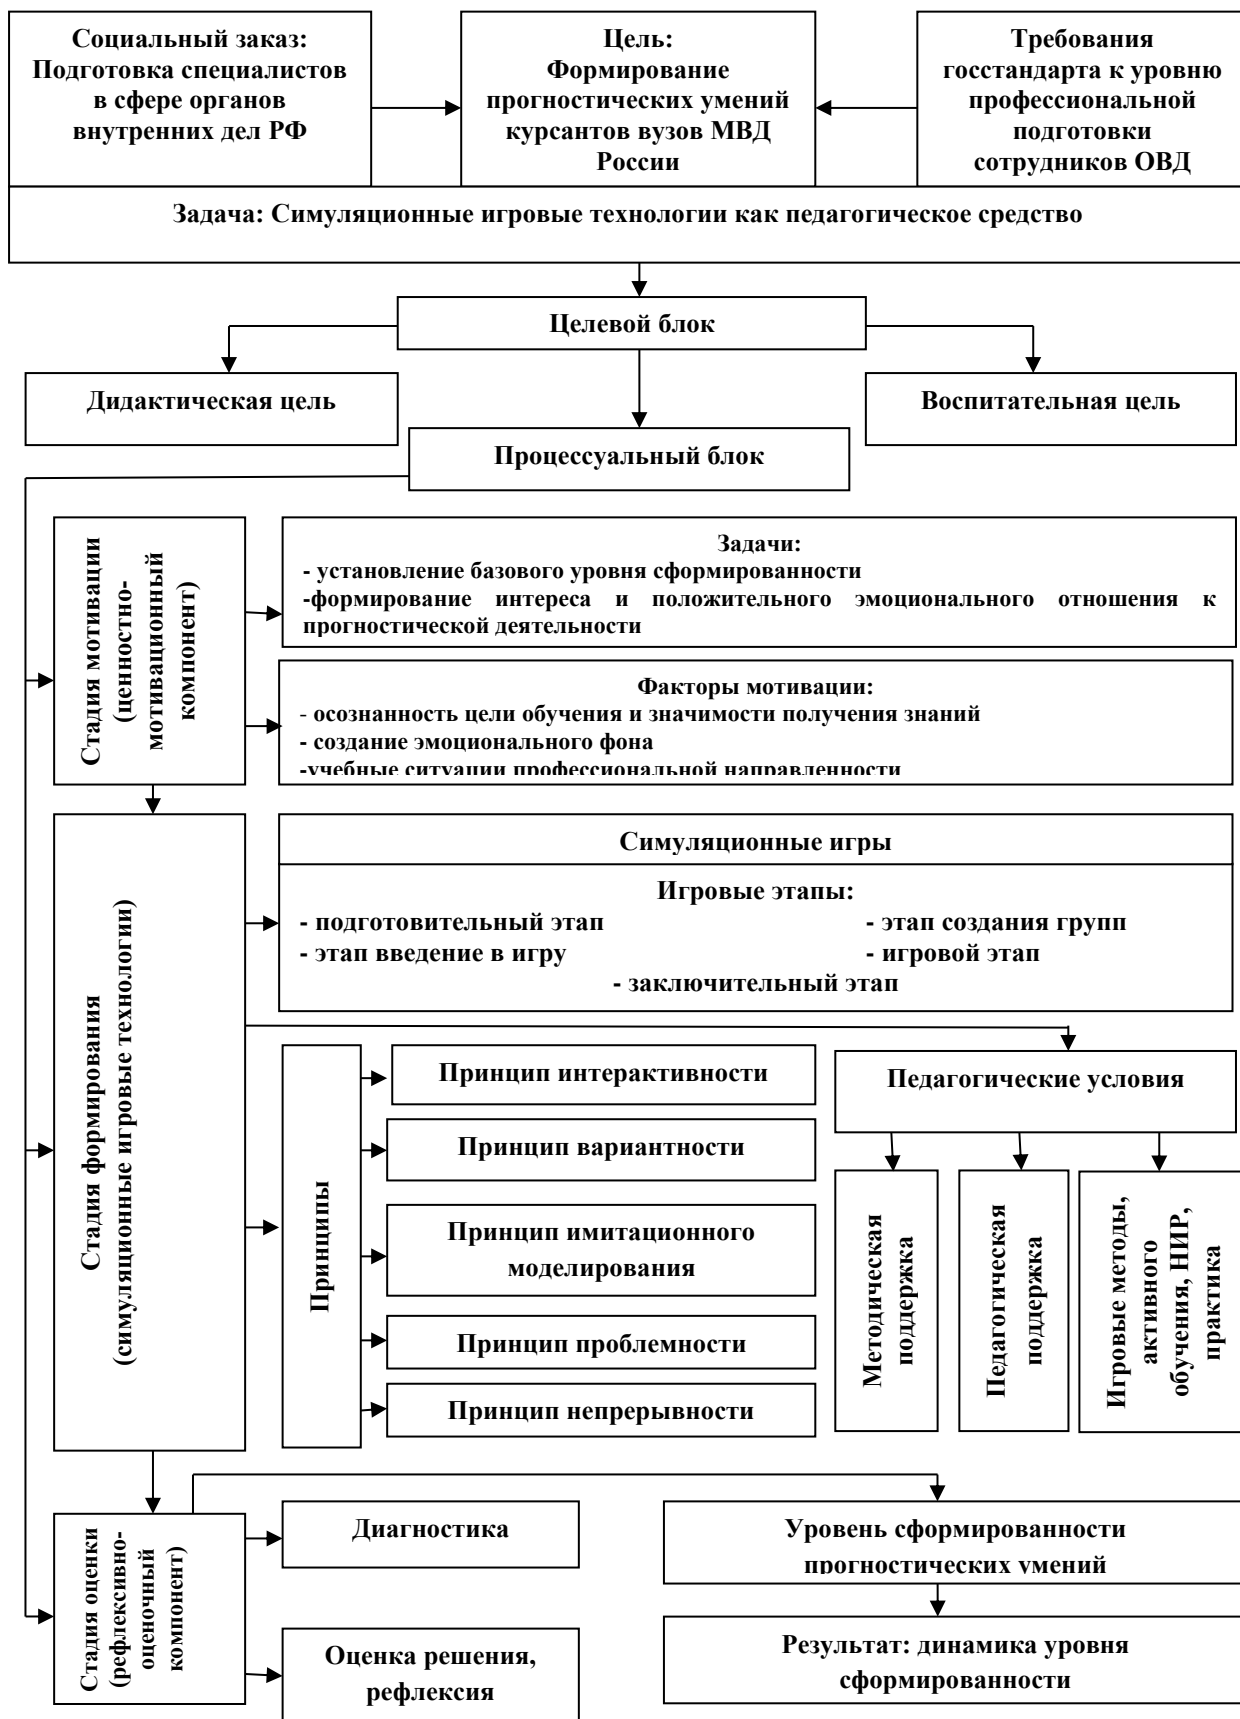 Социальный заказ:
Подготовка специалистов
в сфере органов
внутренних дел РФ
Цель:
Формирование
прогностических умений
курсантов вузов МВД
России
Требования
госстандарта к уровню
профессиональной
подготовки
сотрудников ОВД
Задача: Симуляционные игровые технологии как педагогическое средство
Целевой блок
Дидактическая цель
Воспитательная цель
Процессуальный блок
Стадия мотивации
(ценностно-
мотивационный
компонент)
Задачи:
- установление базового уровня сформированности
-формирование интереса и положительного эмоционального отношения к
прогностической деятельности
Факторы мотивации:
- осознанность цели обучения и значимости получения знаний
- создание эмоционального фона
-учебные ситуации профессиональной направленности
Стадия формирования
(симуляционные игровые технологии)
Симуляционные игры
Игровые этапы:
- подготовительный этап - этап создания групп
- этап введение в игру - игровой этап
- заключительный этап
Принципы
Принцип интерактивности
Принцип вариантности
Принцип имитационного
моделирования
Принцип проблемности
Принцип непрерывности
Педагогические условия
Методическая
поддержка
Педагогическая
поддержка
Игровые методы,
активного
обучения, НИР,
практика
Стадия оценки
(рефлексивно-
оценочный
компонент)
Диагностика
Оценка решения,
рефлексия
Уровень сформированности
прогностических умений
Результат: динамика уровня
сформированности